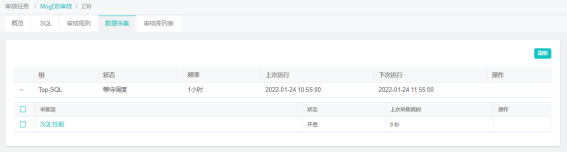 审核任务 / MogDB审核 / 230
概览 SQL 审核规则 数据采集 审核库列表
刷新
组 状态 频率 上次运行 下次运行 操作
Top-SQL 等待调度 1小时 2022-01-24 10:55:00 2022-01-24 11:55:00
采集项 状态 上次采集耗时 操作
SQL性能 开启 0 秒